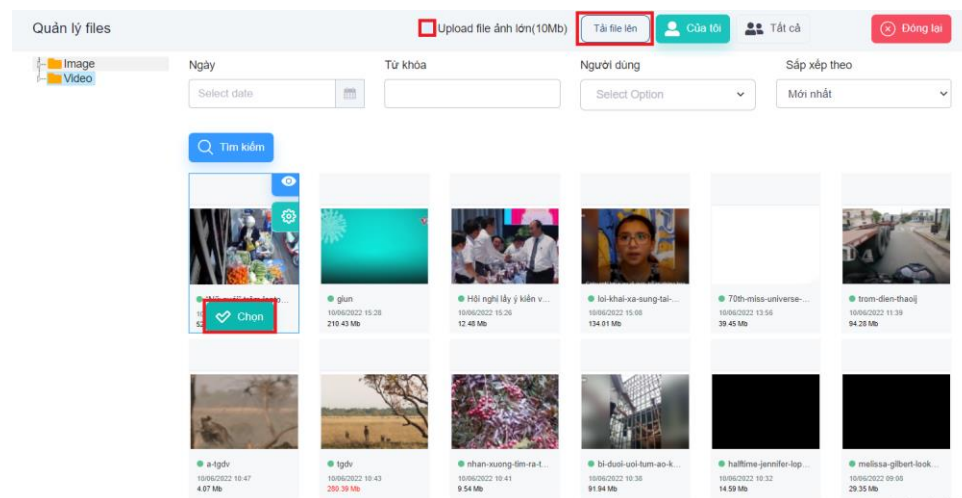 Quản lý files
Upload file ảnh lớn(10Mb)
Tải file lên
Của tôi
Tất cả
Đóng lại
Image
Video
Ngày
Từ khóa
Người dùng
Sắp xếp theo
Select date
Select Option
Mới nhất
Tìm kiếm
giun
Hội nghị lấy ý kiến v...
loi-khai-xa-sung-tai-...
70th-miss-universe-...
trom-dien-thaoij
10/06/2022 15:28
10/06/2022 15:26
10/06/2022 15:08
10/06/2022 13:56
10/06/2022 11:39
Chọn
210.43 Mb
12.48 Mb
134.01 Mb
39.45 Mb
94.28 Mb
a-tgdv
tgdv
nhan-xuong-tim-ra-t...
bi-duoi-uoi-tum-ao-k...
halftime-jennifer-lop...
melissa-gilbert-look...
10/06/2022 10:47
10/06/2022 10:43
10/06/2022 10:41
10/06/2022 10:38
10/06/2022 10:32
10/06/2022 09:08
4.07 Mb
280.39 Mb
9.54 Mb
91.94 Mb
14.59 Mb
29.35 Mb